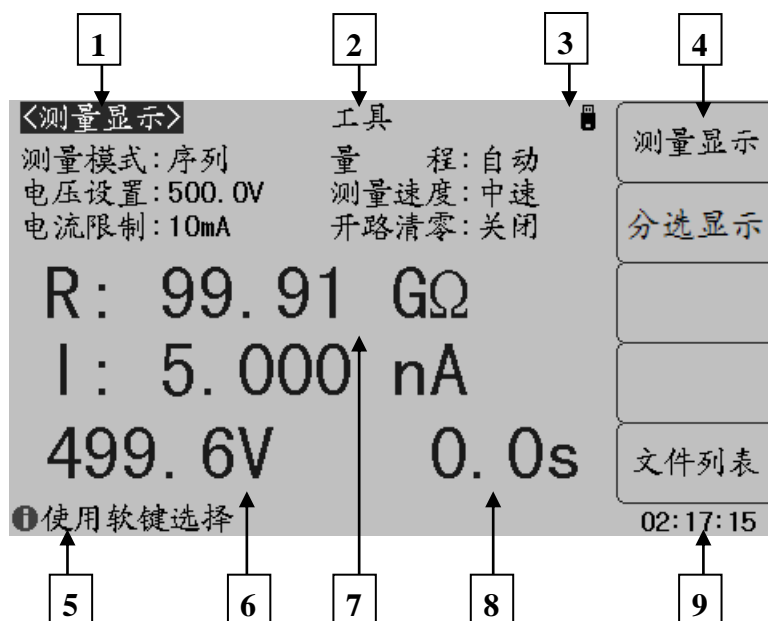 1 2 3 4
<测量显示> 工具 测量显示
测量模式:序列 量 程:自动
电压设置:500.0V 测量速度:中速 分选显示
电流限制:10mA 开路清零:关闭
R: 99.91 GΩ
I: 5.000 nA
499.6V 0.0s 文件列表
使用软键选择 02:17:15
5 6 7 8 9